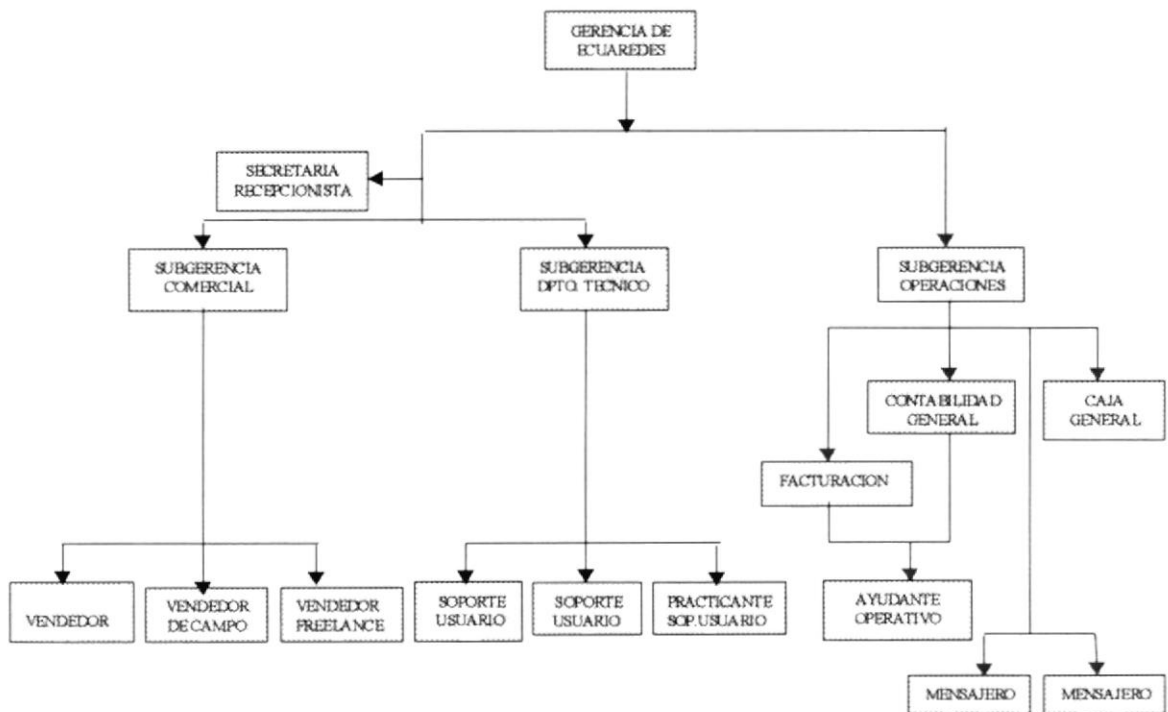 GERENCIA DE
ECUAREDES
SECRETARIA
RECEPCIONISTA
SUBGERENCIA
COMERCIAL
SUBGERENCIA
DPTO. TECNICO
SUBGERENCIA
OPERACIONES
CONTABILIDAD
GENERAL
CAJA
GENERAL
FACTURACION
VENDEDOR
VENDEDOR
DE CAMPO
VENDEDOR
FREELANCE
SOPORTE
USUARIO
SOPORTE
USUARIO
PRACTICANTE
SOP.USUARIO
AYUDANTE
OPERATIVO
MENSAJERO
MENSAJERO